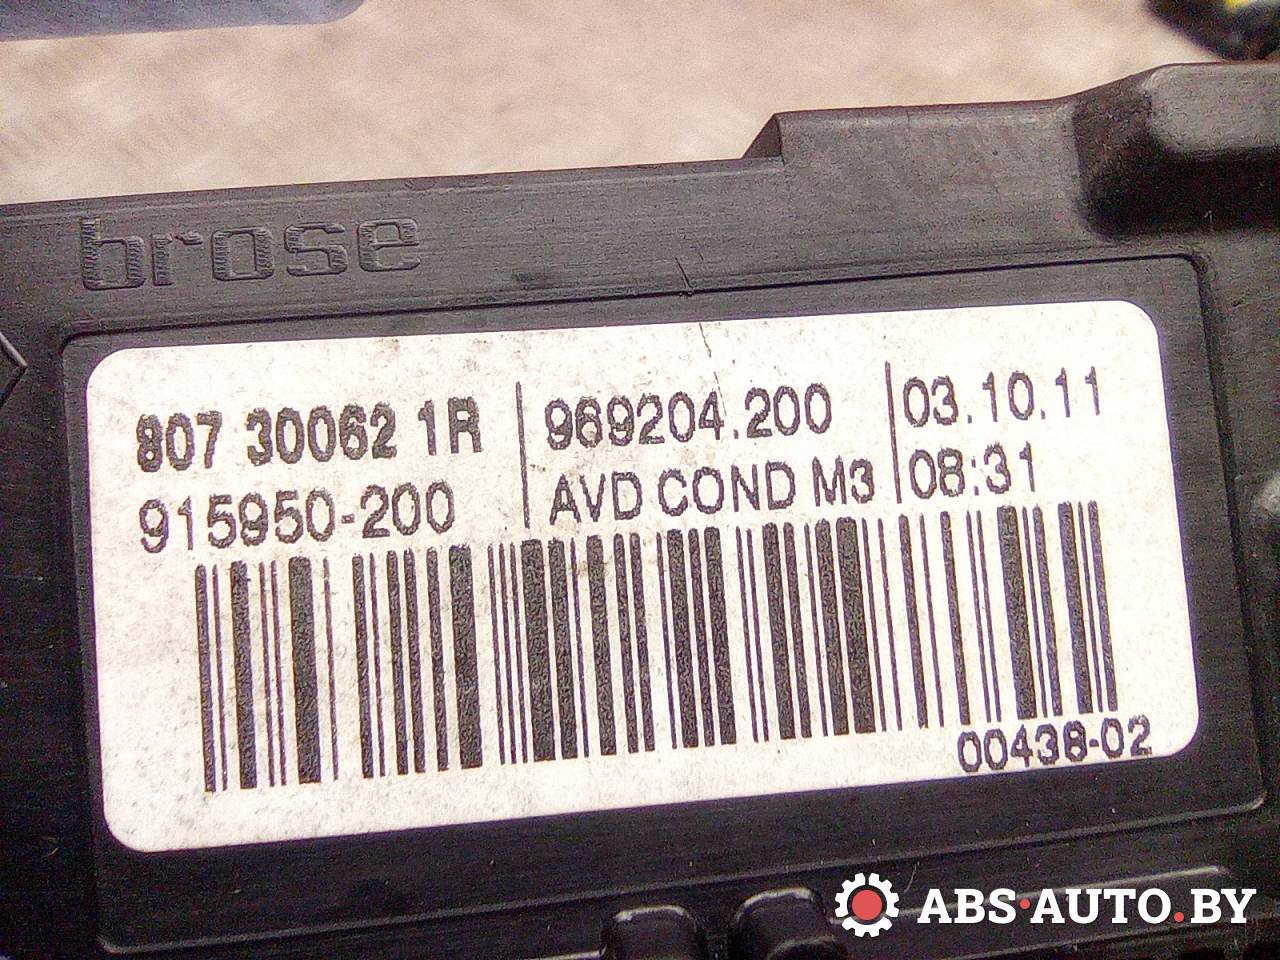 brose
807 30062 1R
969204.200
03.10.11
915950-200
AVD COND M3
08:31
00438-02
ABS·AUTO.BY